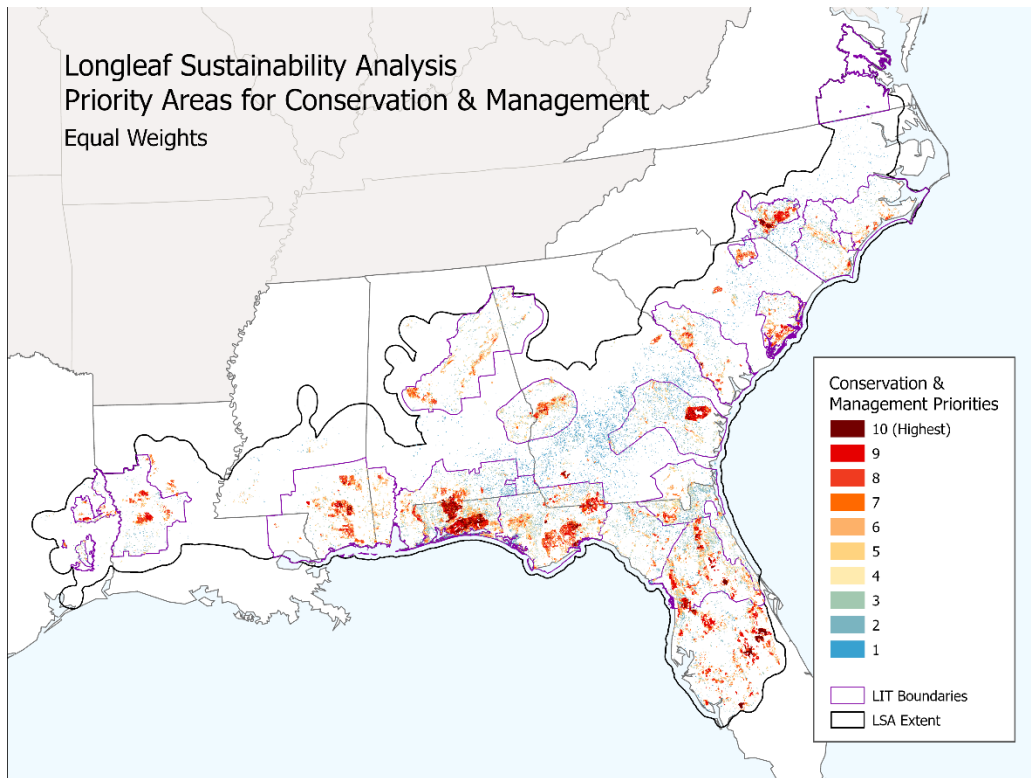 Longleaf Sustainability Analysis
Priority Areas for Conservation & Management
Equal Weights
Conservation &
Management Priorities
10 (Highest)
9
8
7
6
5
4
3
2
1
LIT Boundaries
LSA Extent